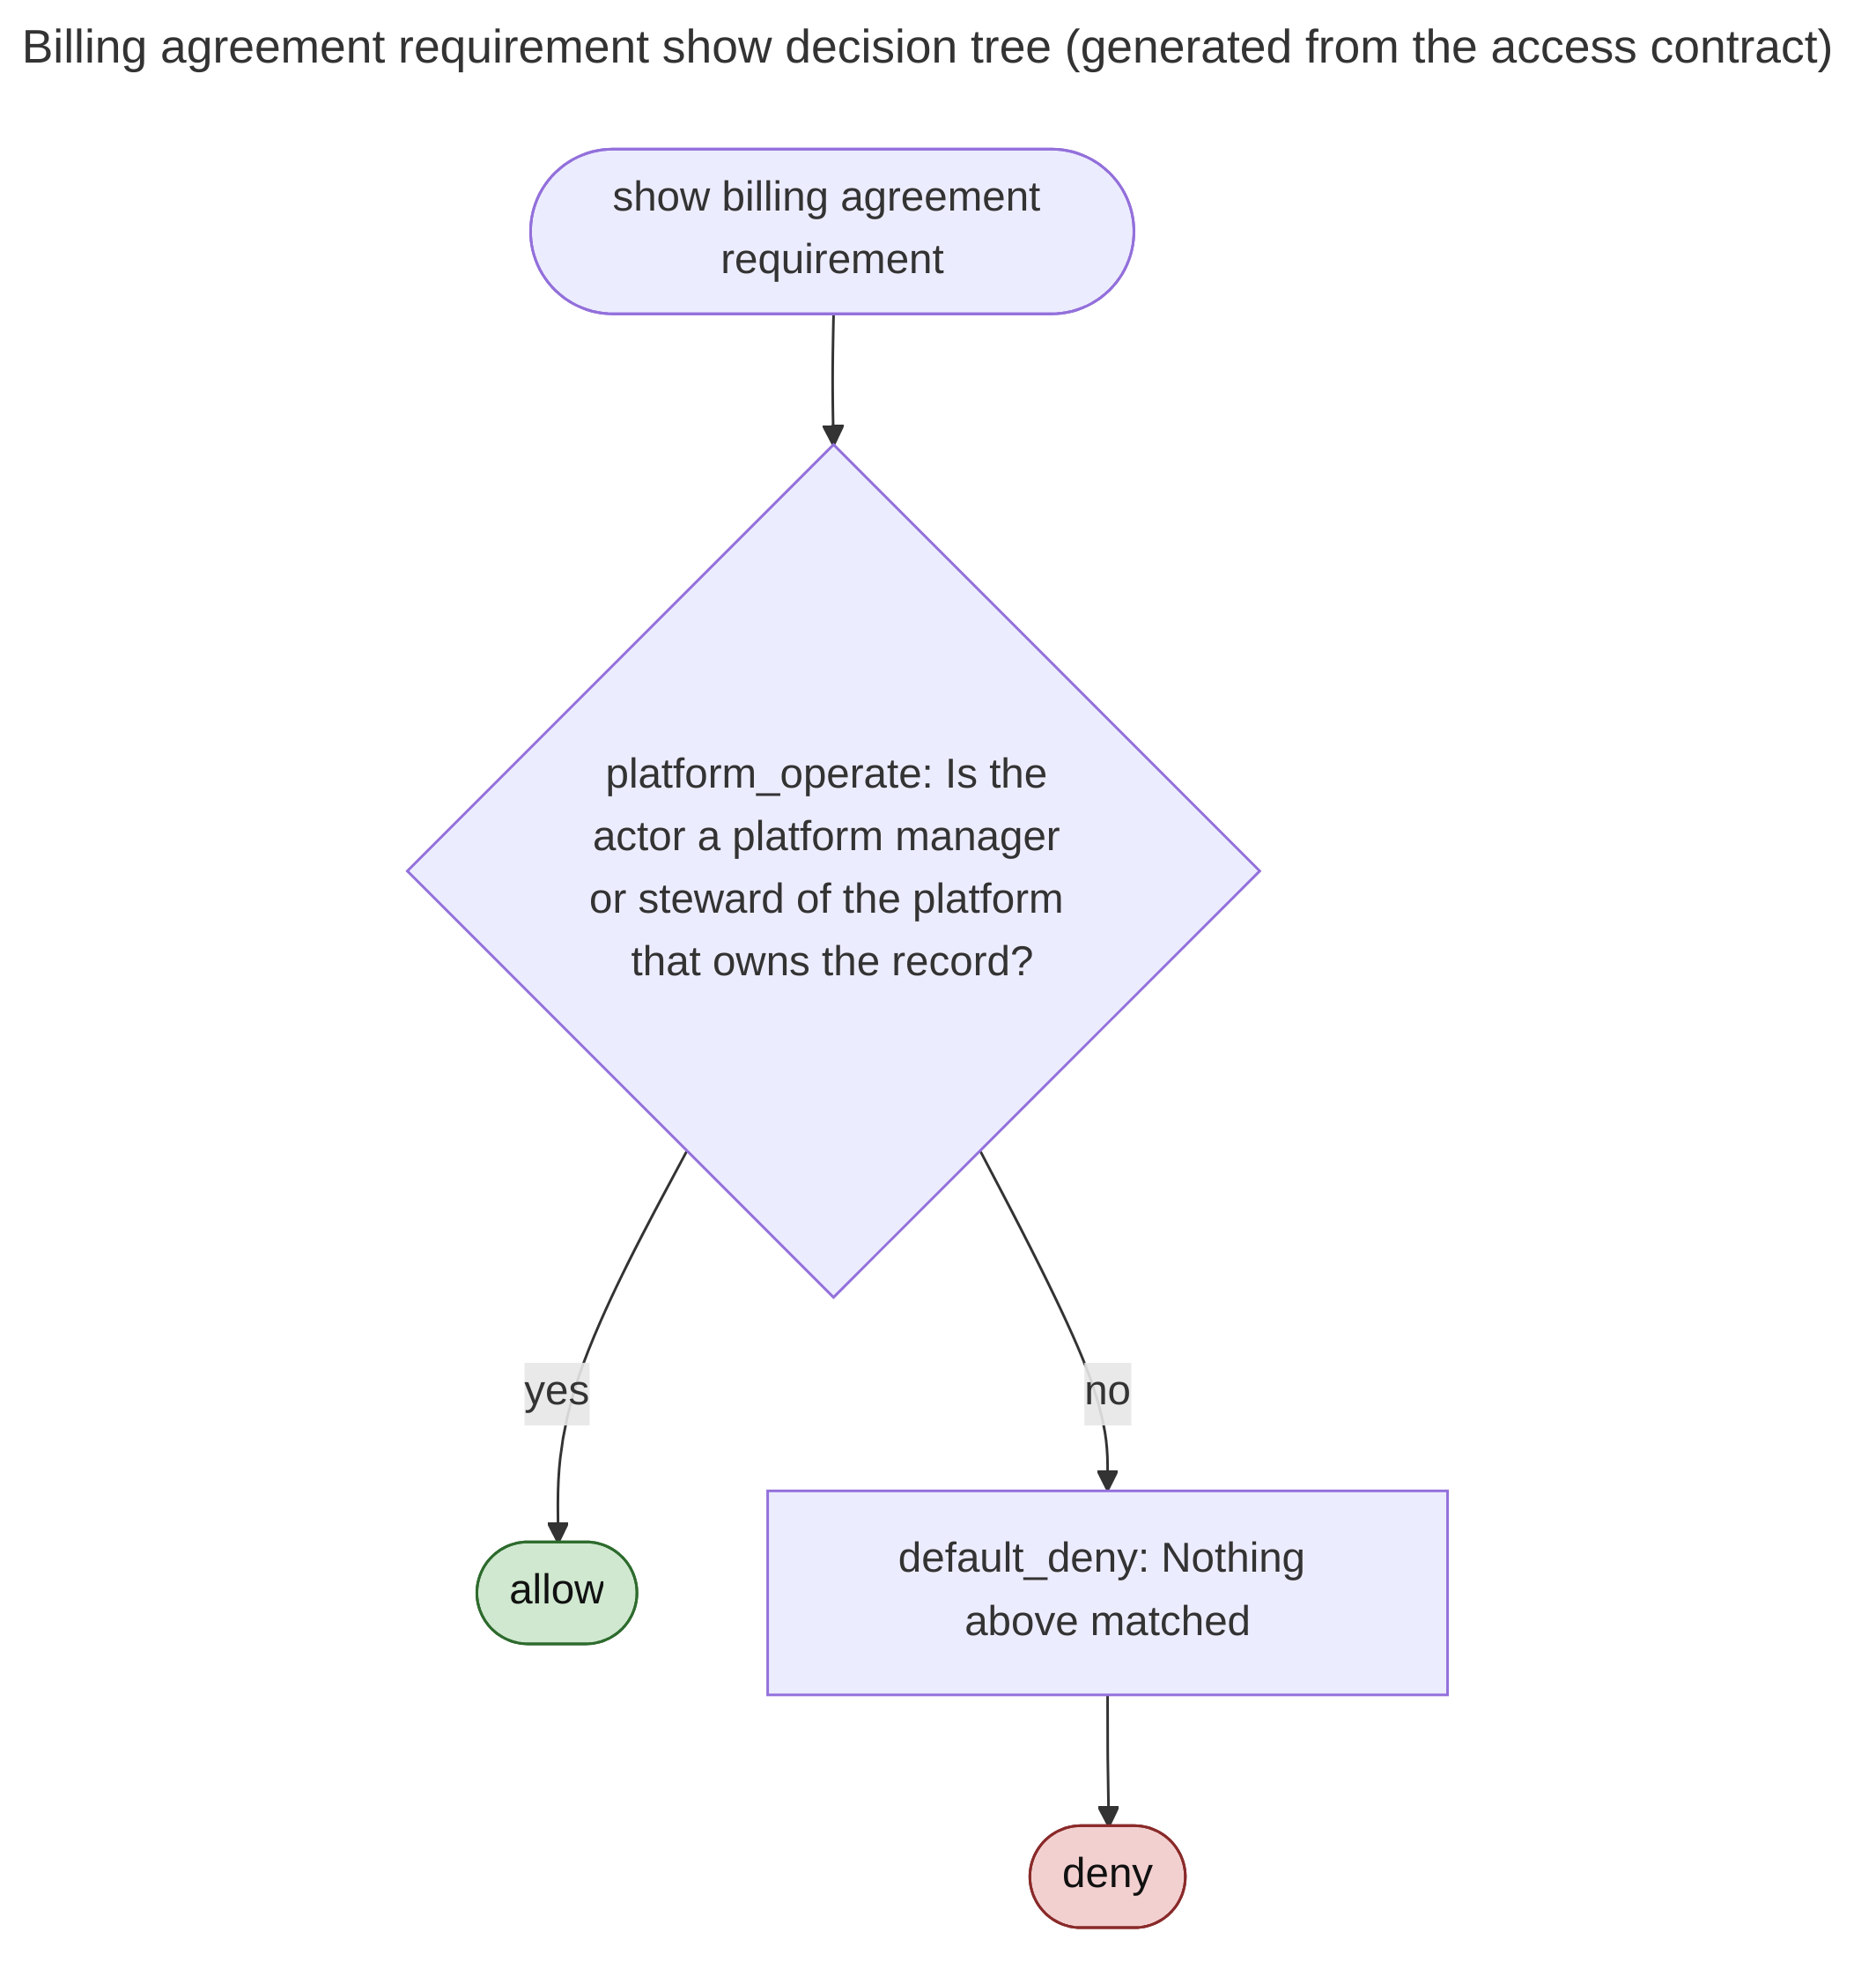 Billing agreement requirement show decision tree (generated from the access contract)
show billing agreement
requirement
platform_operate: Is the
actor a platform manager
or steward of the platform
that owns the record?
yes
no
allow
default_deny: Nothing
above matched
deny